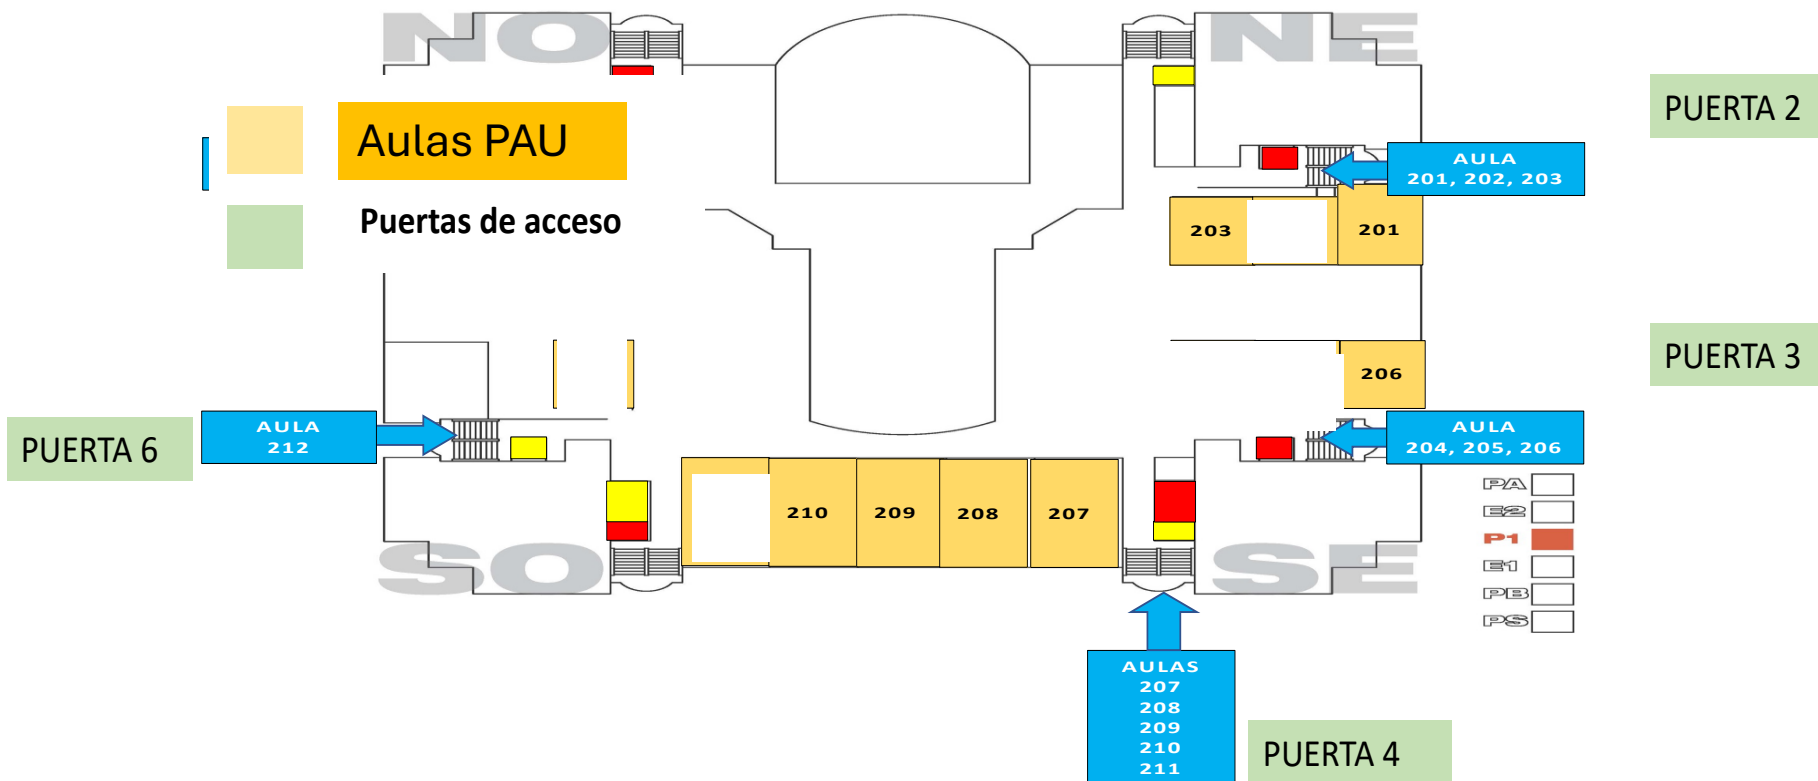 NO
NE
PUERTA 2
Aulas PAU
AULA
201, 202, 203
Puertas de acceso
203
201
PUERTA 3
206
AULA
212
PUERTA 6
AULA
204, 205, 206
210
209
208
207
PA
E2
P1
E1
PB
PS
SO
SE
AULAS
207
208
209
210
211
PUERTA 4